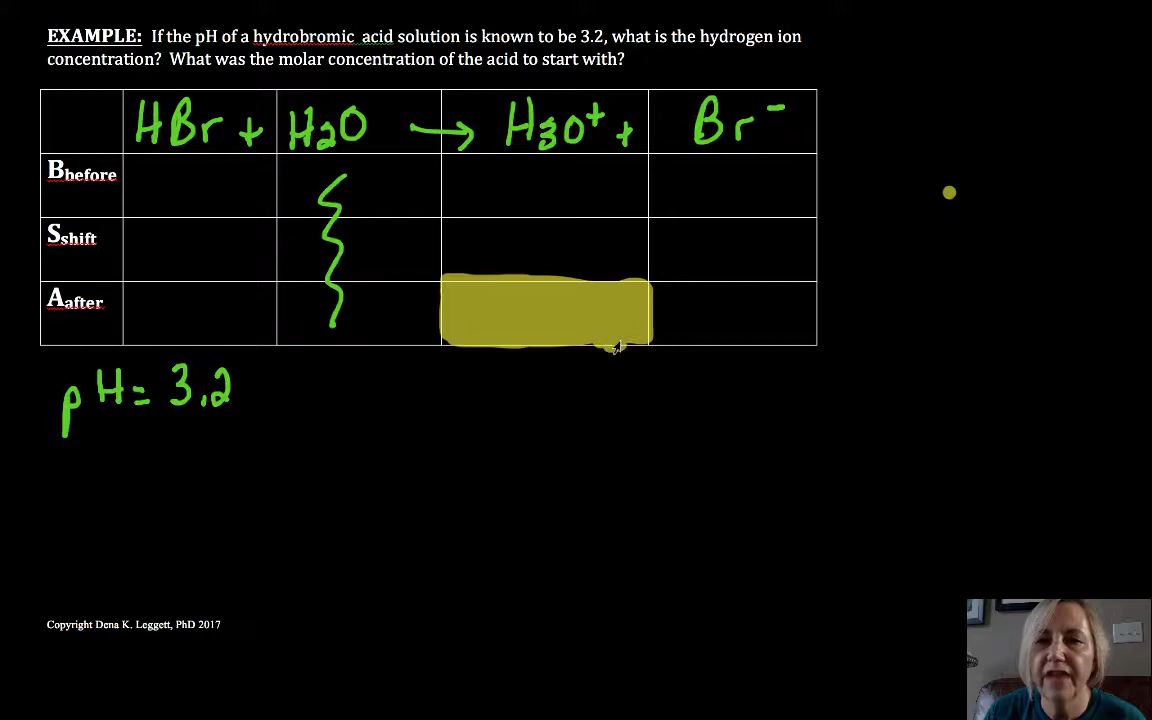 EXAMPLE: If the pH of a hydrobromic acid solution is known to be 3.2, what is the hydrogen ion
concentration? What was the molar concentration of the acid to start with?
HBr + H2O → H3O+ + Br-
Bbefore
Sshift
Aafter
pH = 3.2
Copyright Dena K. Leggett, PhD 2017